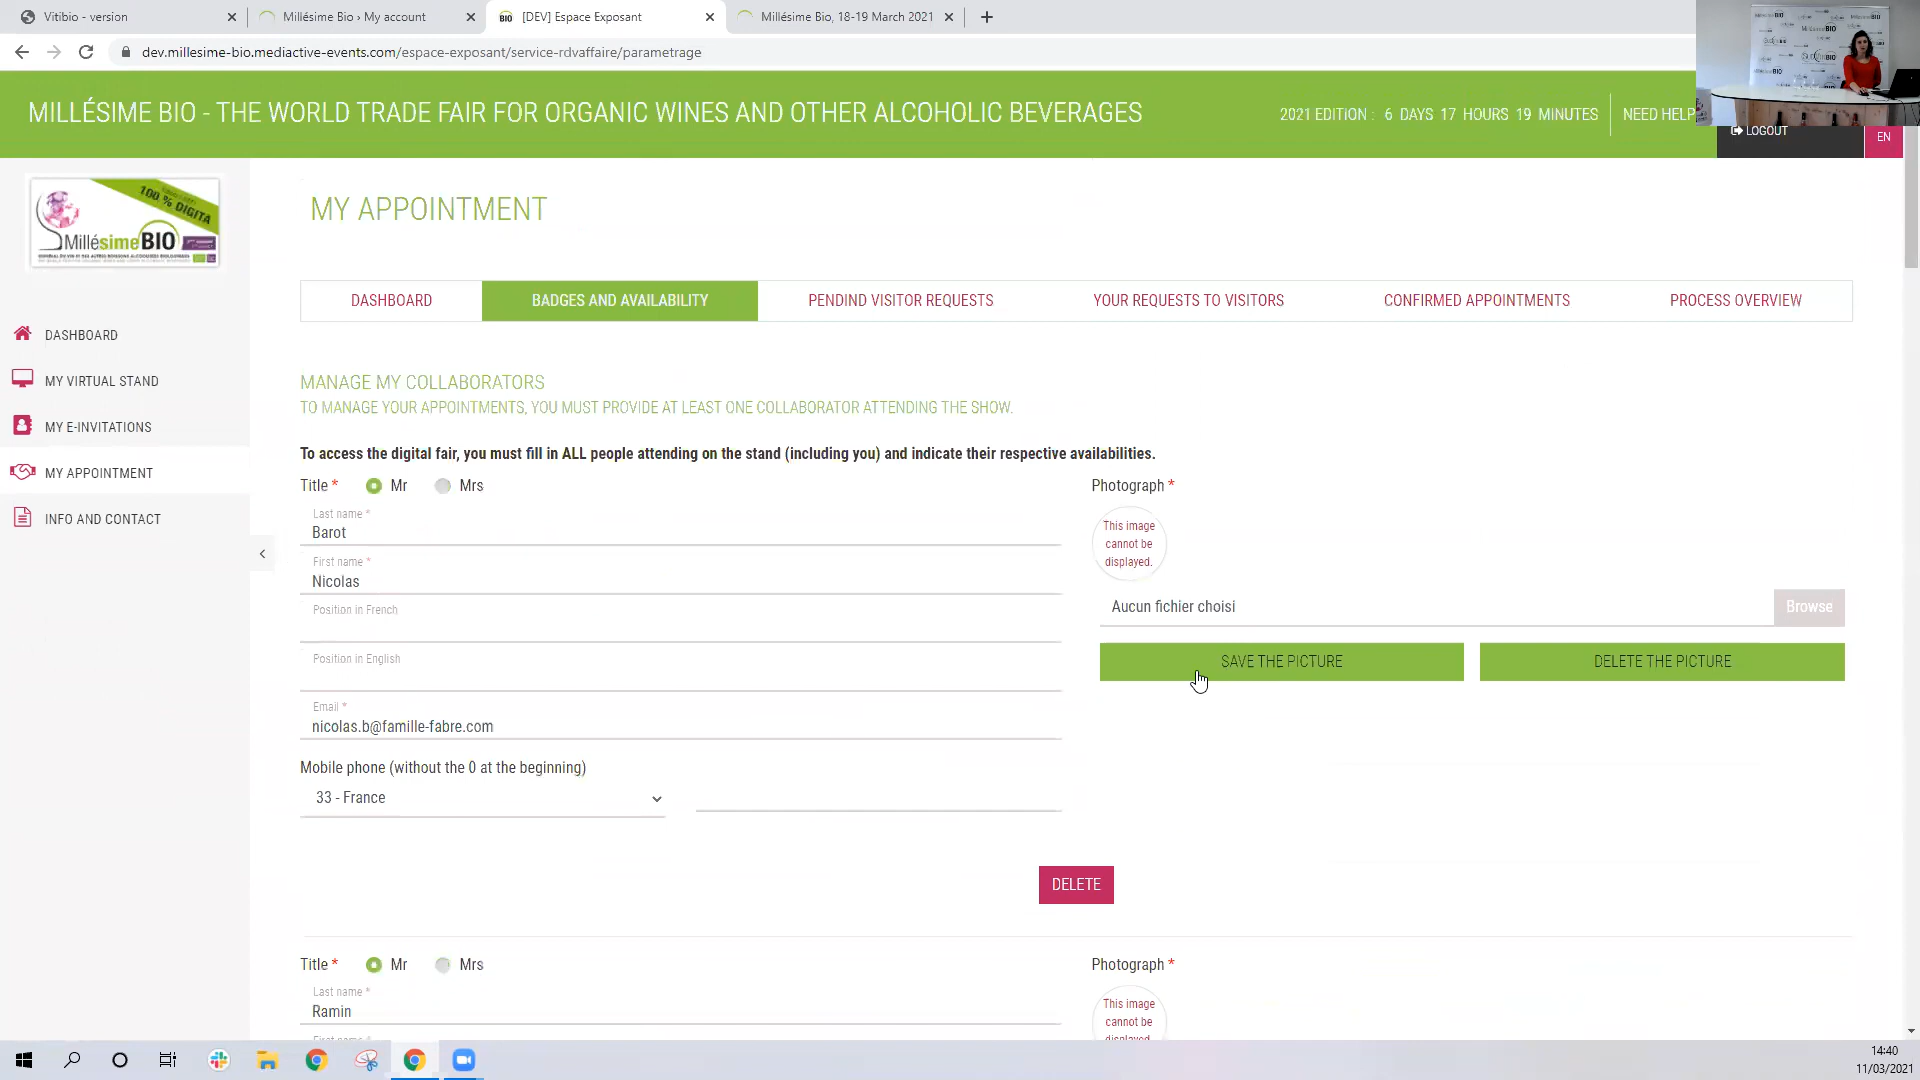 Vitibio - version
Millésime Bio › My account
BIO [DEV] Espace Exposant
Millésime Bio, 18-19 March 2021
dev.millesime-bio.mediactive-events.com/espace-exposant/service-rdvaffaire/parametrage
MILLÉSIME BIO - THE WORLD TRADE FAIR FOR ORGANIC WINES AND OTHER ALCOHOLIC BEVERAGES
2021 EDITION : 6 DAYS 17 HOURS 19 MINUTES
NEED HELP
LOGOUT
EN
100 % DIGITA
MillésimeBIO
MY APPOINTMENT
DASHBOARD
BADGES AND AVAILABILITY
PENDIND VISITOR REQUESTS
YOUR REQUESTS TO VISITORS
CONFIRMED APPOINTMENTS
PROCESS OVERVIEW
DASHBOARD
MY VIRTUAL STAND
MY E-INVITATIONS
MY APPOINTMENT
INFO AND CONTACT
MANAGE MY COLLABORATORS
TO MANAGE YOUR APPOINTMENTS, YOU MUST PROVIDE AT LEAST ONE COLLABORATOR ATTENDING THE SHOW.
To access the digital fair, you must fill in ALL people attending on the stand (including you) and indicate their respective availabilities.
Title * Mr Mrs
Last name *
Barot
First name *
Nicolas
Position in French
Position in English
Email *
nicolas.b@famille-fabre.com
Mobile phone (without the 0 at the beginning)
33 - France
Photograph *
This image
cannot be
displayed.
Aucun fichier choisi
Browse
SAVE THE PICTURE
DELETE THE PICTURE
DELETE
Title * Mr Mrs
Last name *
Ramin
First name *
Photograph *
This image
cannot be
displayed.
14:40
11/03/2021